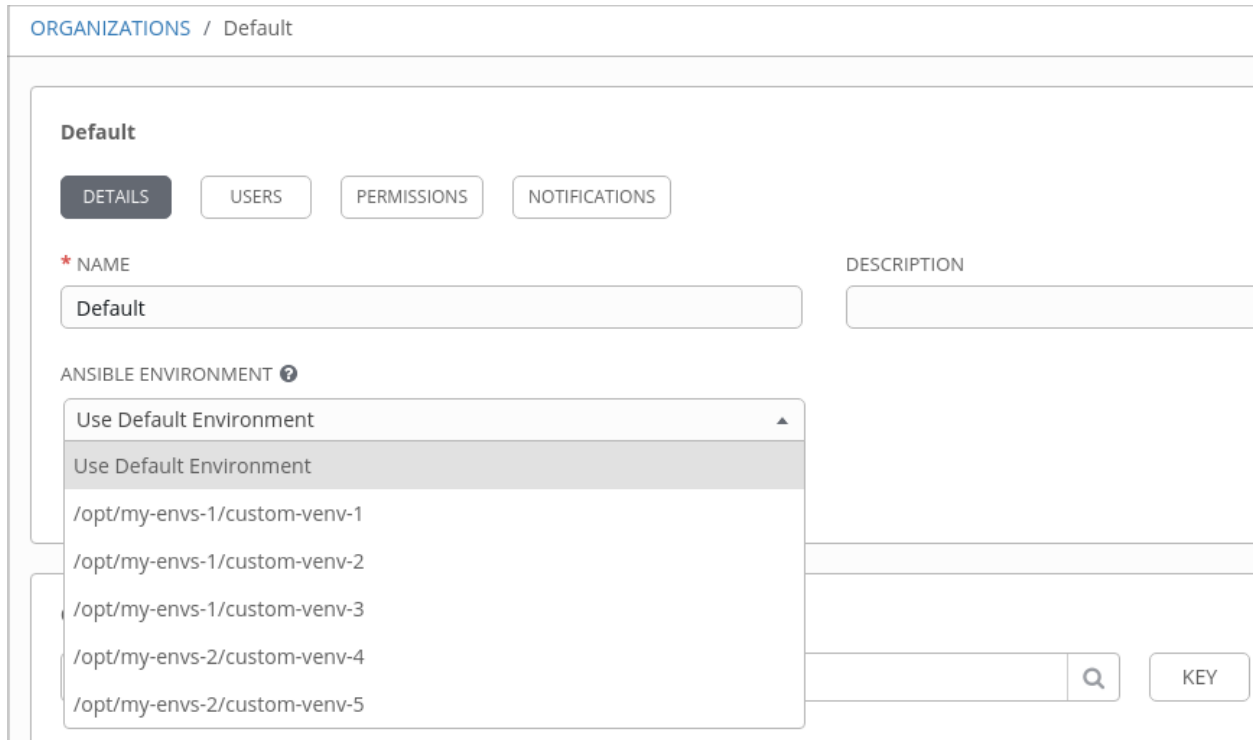 ORGANIZATIONS / Default
Default
DETAILS USERS PERMISSIONS NOTIFICATIONS
* NAME DESCRIPTION
Default
ANSIBLE ENVIRONMENT ?
Use Default Environment
Use Default Environment
/opt/my-envs-1/custom-venv-1
/opt/my-envs-1/custom-venv-2
/opt/my-envs-1/custom-venv-3
/opt/my-envs-2/custom-venv-4
/opt/my-envs-2/custom-venv-5
KEY